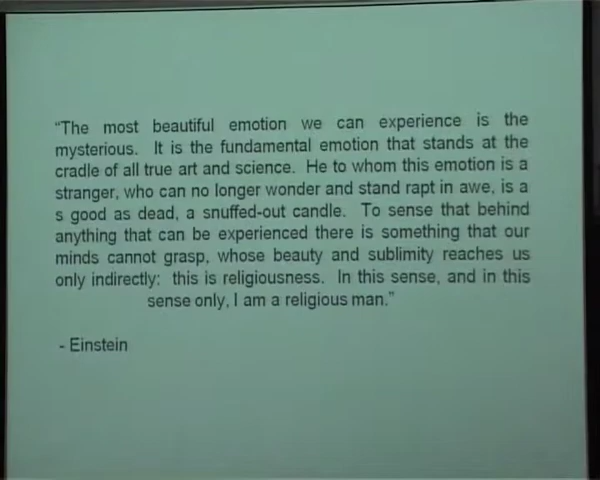 “The most beautiful emotion we can experience is the
mysterious. It is the fundamental emotion that stands at the
cradle of all true art and science. He to whom this emotion is a
stranger, who can no longer wonder and stand rapt in awe, is a
s good as dead, a snuffed-out candle. To sense that behind
anything that can be experienced there is something that our
minds cannot grasp, whose beauty and sublimity reaches us
only indirectly: this is religiousness. In this sense, and in this
sense only, I am a religious man.”
- Einstein